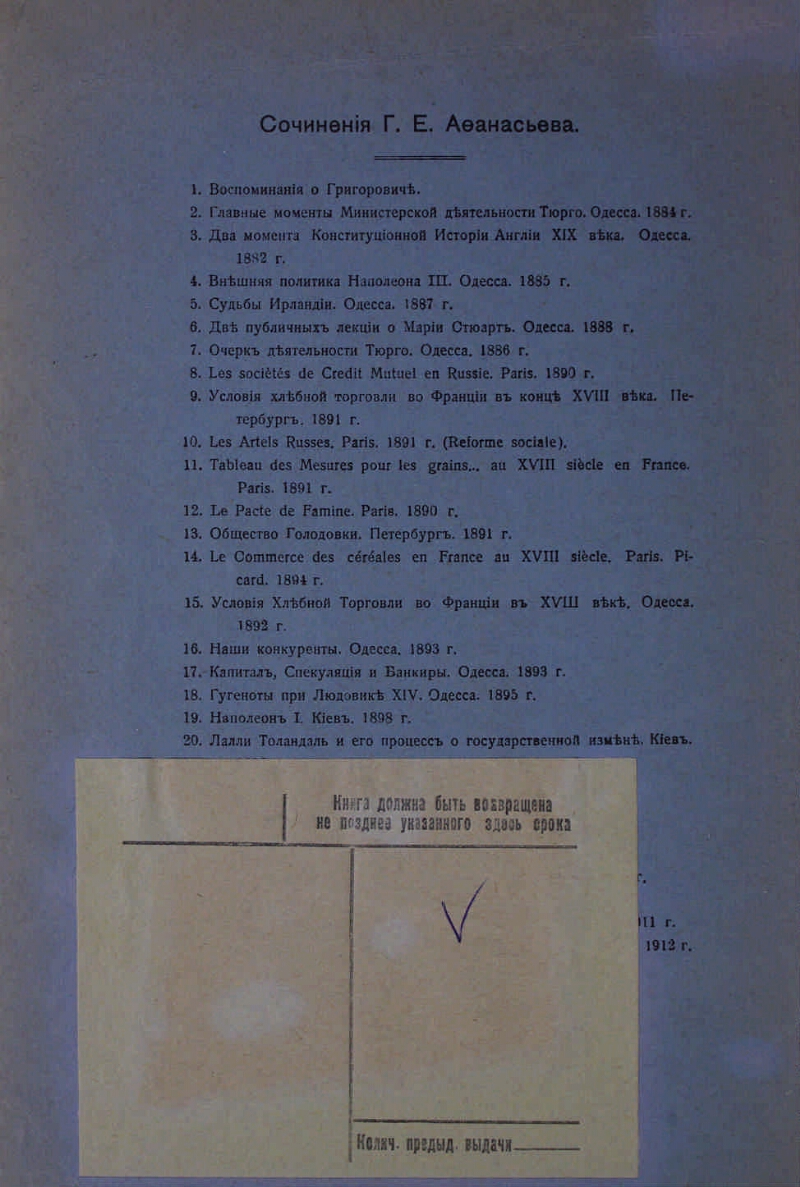 Сочиненія Г. Е. Аѳанасьева.
1. Воспоминанія о Григоровичѣ.
2. Главные моменты Министерской дѣятельности Тюрго. Одесса. 1884 г.
3. Два момента Конституціонной Исторіи Англіи XIX вѣка. Одесса.
1882 г.
4. Внѣшняя политика Наполеона III. Одесса. 1885 г.
5. Судьбы Ирландіи. Одесса. 1887 г.
6. Двѣ публичныхъ лекціи о Маріи Стюартъ. Одесса. 1888 г.
7. Очеркъ дѣятельности Тюрго. Одесса. 1886 г.
8. Les sociétés de Credit Mutuel en Russie. Paris. 1890 г.
9. Условія хлѣбной торговли во Франціи въ концѣ XVIII вѣка. Пе-
тербургъ. 1891 г.
10. Les Artels Russes. Paris. 1891 г. (Reforme sociale).
11. Tableau des Mesures pour les grains... au XVIII siècle en France.
Paris. 1891 г.
12. Le Pacte de Famine. Paris. 1890 г.
13. Общество Голодовки. Петербургъ. 1891 г.
14. Le Commerce des céréales en France au XVIII siècle. Paris. Pi-
card. 1894 г.
15. Условія Хлѣбной Торговли во Франціи въ XVIII вѣкѣ. Одесса.
1892 г.
16. Наши конкуренты. Одесса. 1893 г.
17. Капиталъ, Спекуляція и Банкиры. Одесса. 1893 г.
18. Гугеноты при Людовикѣ XIV. Одесса. 1895 г.
19. Наполеонъ I. Кіевъ. 1898 г.
20. Лалли Толандаль и его процессъ о государственной измѣнѣ. Кіевъ.
Книга должна быть возвращена
не позднее указанного здесь срока
г.
11 г.
1912 г.
Колич. предыд. выдачи